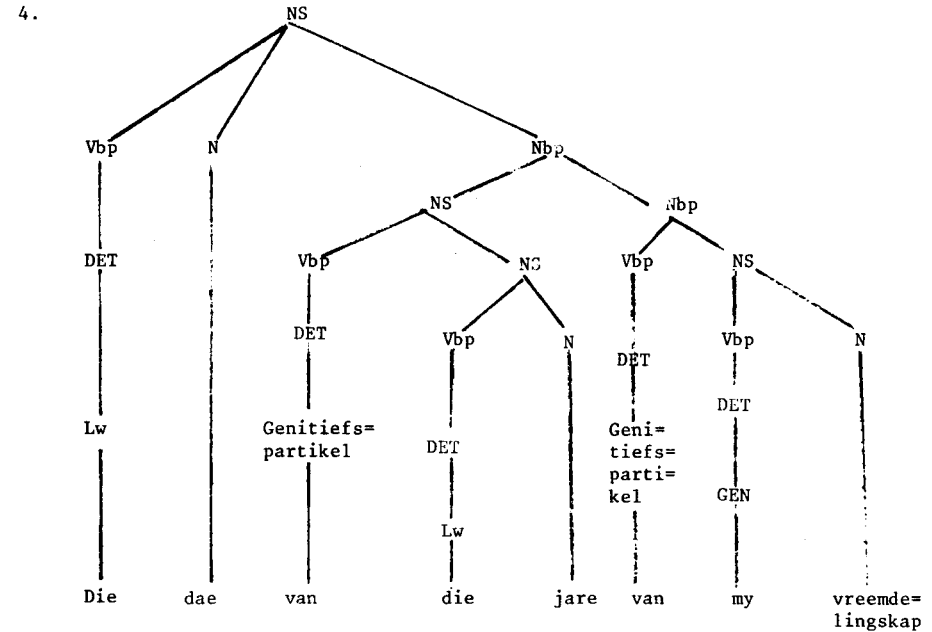 4.
NS
Vbp N Nbp
NS Nbp
DET Vbp NS Vbp NS
DET Vbp N DET Vbp N
DET
Lw Genitiefs= Geni=
partikel DET tiefs=
parti=
kel GEN
Lw
Die dae van die jare van my vreemde=
lingskap